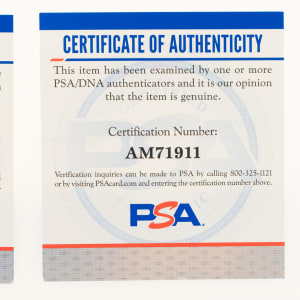 CERTIFICATE OF AUTHENTICITY
This item has been examined by one or more
PSA/DNA authenticators and it is our opinion
that the item is genuine.
Certification Number:
AM71911
Verification inquiries can be made to PSA by calling 800-325-1121
or by visiting PSAcard.com and entering the certification number above.
PSA